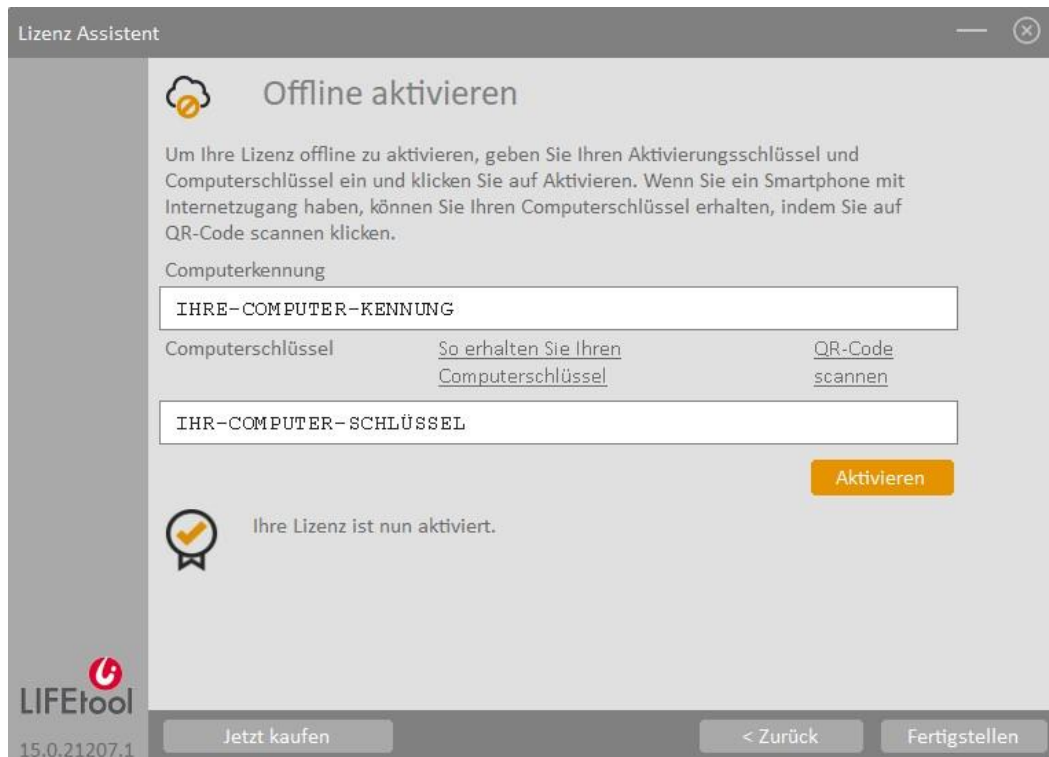 Lizenz Assistent
Offline aktivieren
Um Ihre Lizenz offline zu aktivieren, geben Sie Ihren Aktivierungsschlüssel und
Computerschlüssel ein und klicken Sie auf Aktivieren. Wenn Sie ein Smartphone mit
Internetzugang haben, können Sie Ihren Computerschlüssel erhalten, indem Sie auf
QR-Code scannen klicken.
Computerkennung
IHRE-COMPUTER-KENNUNG
Computerschlüssel
So erhalten Sie Ihren
Computerschlüssel
QR-Code
scannen
IHR-COMPUTER-SCHLÜSSEL
Aktivieren
Ihre Lizenz ist nun aktiviert.
LIFEtool
15.0.21207.1
Jetzt kaufen
< Zurück
Fertigstellen